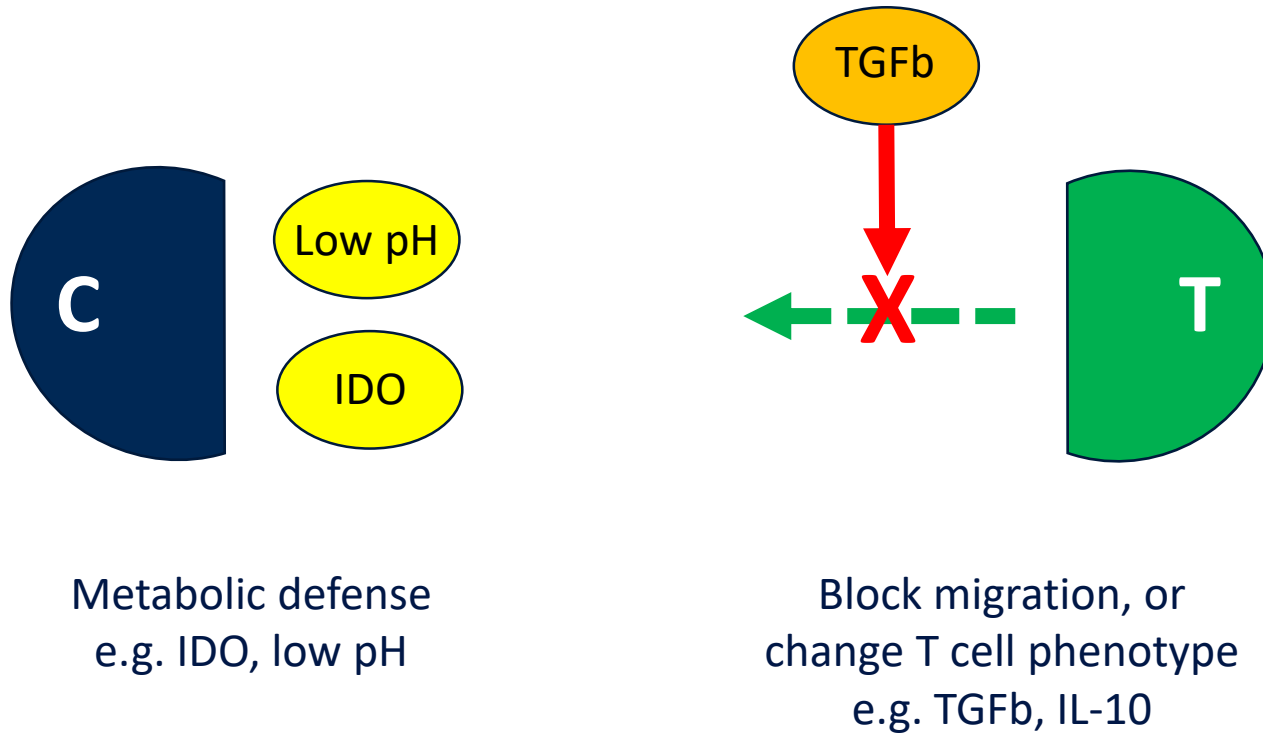 TGFb
Low pH
C
T
IDO
Metabolic defense
e.g. IDO, low pH
Block migration, or
change T cell phenotype
e.g. TGFb, IL-10